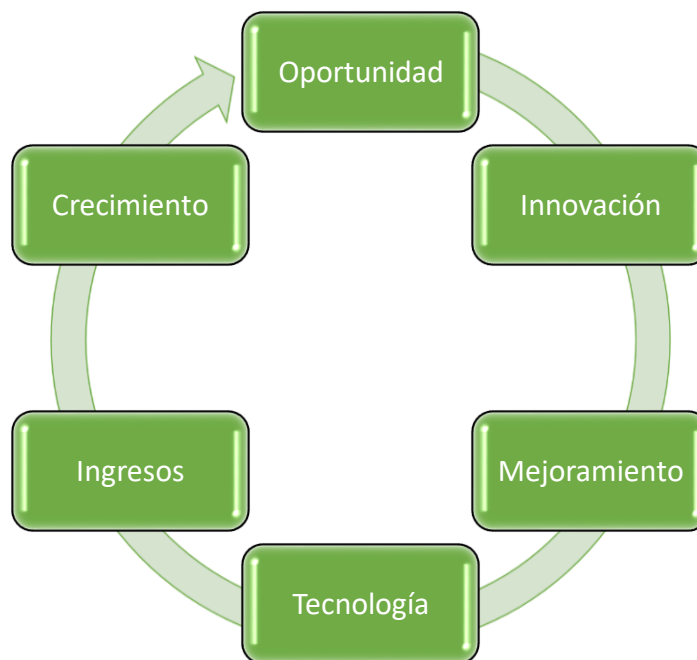 Oportunidad
Innovación
Mejoramiento
Tecnología
Ingresos
Crecimiento